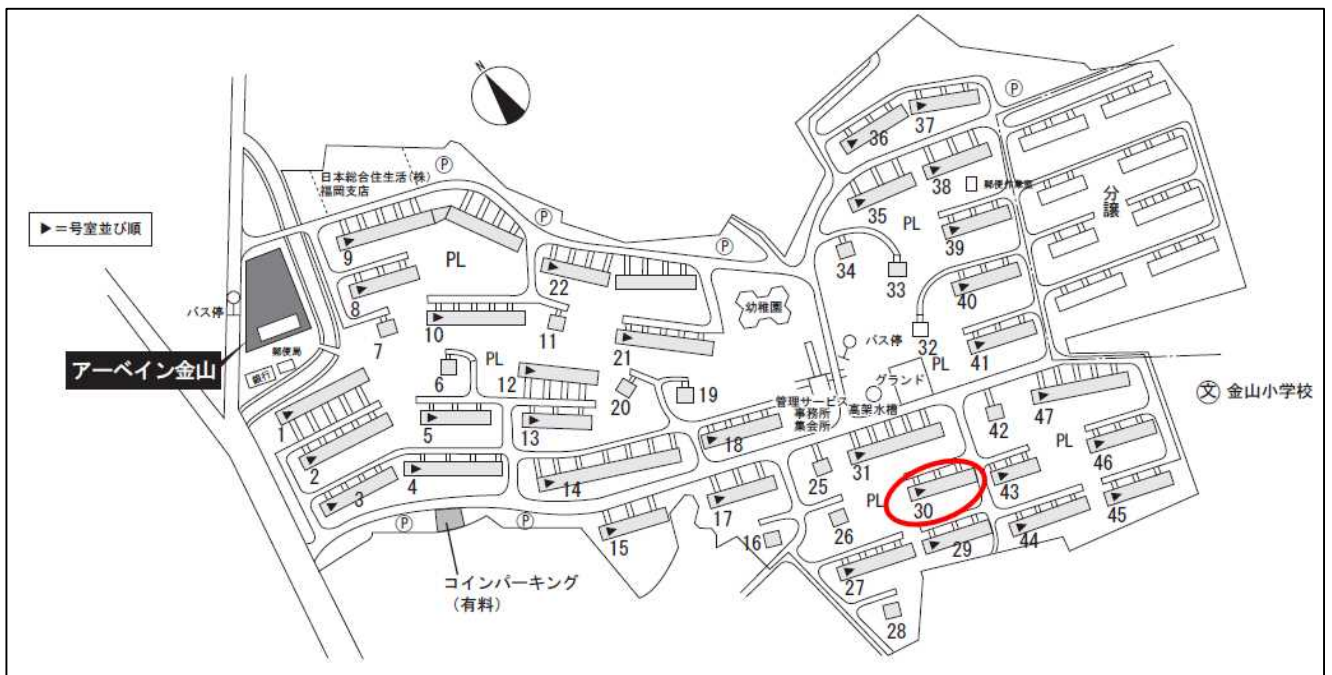 N
日本総合住生活(株)
福岡支店
▶=号室並び順
バス停
アーベイン金山
郵便局
銀行
P
P
P
P
P
P
PL
PL
PL
PL
PL
PL
幼稚園
バス停
グランド
管理サービス
事務所
集会所
高架水槽
分譲
文 金山小学校
コインパーキング
(有料)
1
2
3
4
5
6
7
8
9
10
11
12
13
14
15
16
17
18
19
20
21
22
25
26
27
28
29
30
31
32
33
34
35
36
37
38
39
40
41
42
43
44
45
46
47